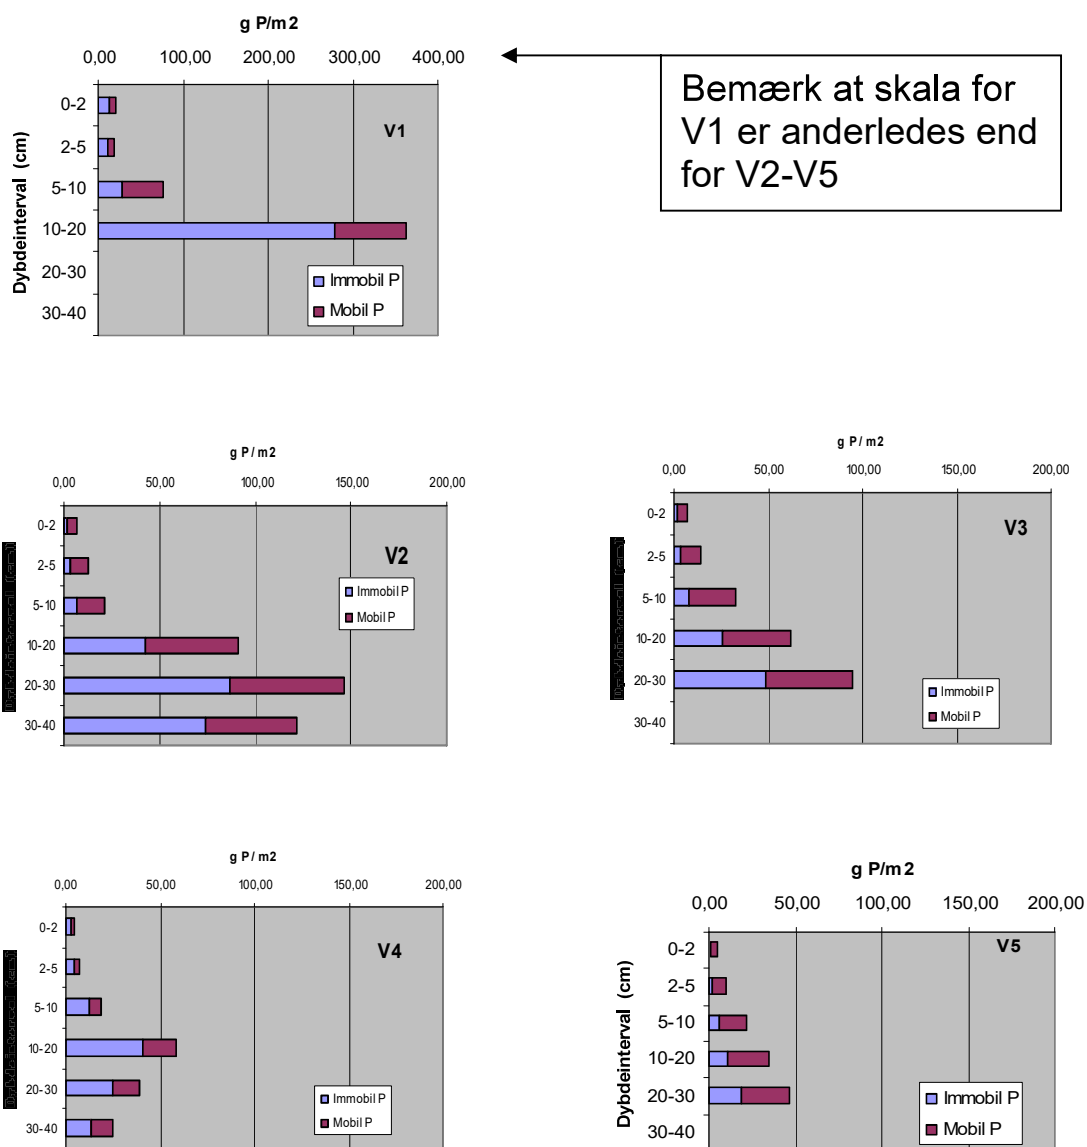 g P/m2
0,00 100,00 200,00 300,00 400,00
Dybdeinterval (cm)
0-2
2-5
5-10
10-20
20-30
30-40
V1
Immobil P
Mobil P
Bemærk at skala for
V1 er anderledes end
for V2-V5
g P/ m2
0,00 50,00 100,00 150,00 200,00
0-2
2-5
5-10
10-20
20-30
30-40
V2
Immobil P
Mobil P
g P/ m2
0,00 50,00 100,00 150,00 200,00
0-2
2-5
5-10
10-20
20-30
30-40
V3
Immobil P
Mobil P
g P/ m2
0,00 50,00 100,00 150,00 200,00
0-2
2-5
5-10
10-20
20-30
30-40
V4
Immobil P
Mobil P
g P/m2
0,00 50,00 100,00 150,00 200,00
Dybdeinterval (cm)
0-2
2-5
5-10
10-20
20-30
30-40
V5
Immobil P
Mobil P